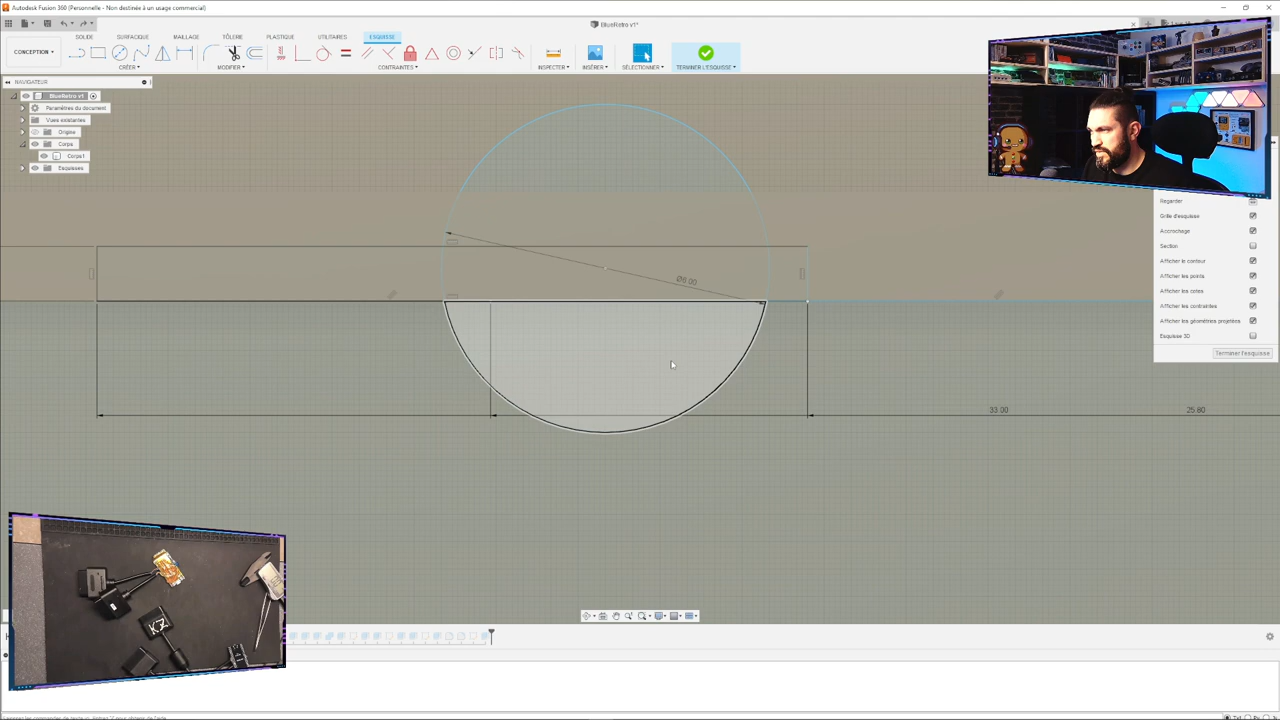 Autodesk Fusion 360 (Personnelle - Non destinée à un usage commercial)
BlueRetro v1*
SOLIDE SURFACIQUE MAILLAGE TÔLERIE PLASTIQUE UTILITAIRES ESQUISSE
CONCEPTION
CRÉER MODIFIER CONTRAINTES INSPECTER INSÉRER SÉLECTIONNER TERMINER L'ESQUISSE
NAVIGATEUR
BlueRetro v1
Paramètres du document
Vues existantes
Origine
Corps
Corps1
Esquisses
Regarder
Grille d'esquisse
Accrochage
Section
Afficher le contour
Afficher les points
Afficher les cotes
Afficher les contraintes
Afficher les géométries projetées
Esquisse 3D
Terminer l'esquisse
Ø6.00
33.00
25.80
KZ